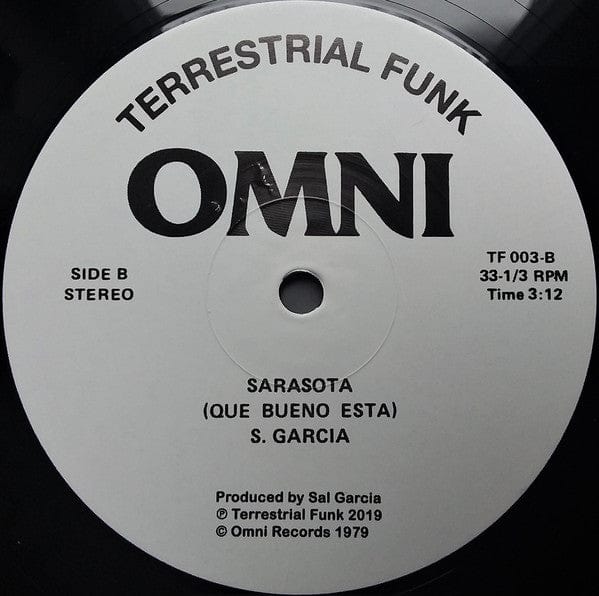 TERRESTRIAL FUNK
OMNI
SIDE B
STEREO
TF 003-B
33-1/3 RPM
Time 3:12
SARASOTA
(QUE BUENO ESTA)
S. GARCIA
Produced by Sal Garcia
℗ Terrestrial Funk 2019
© Omni Records 1979